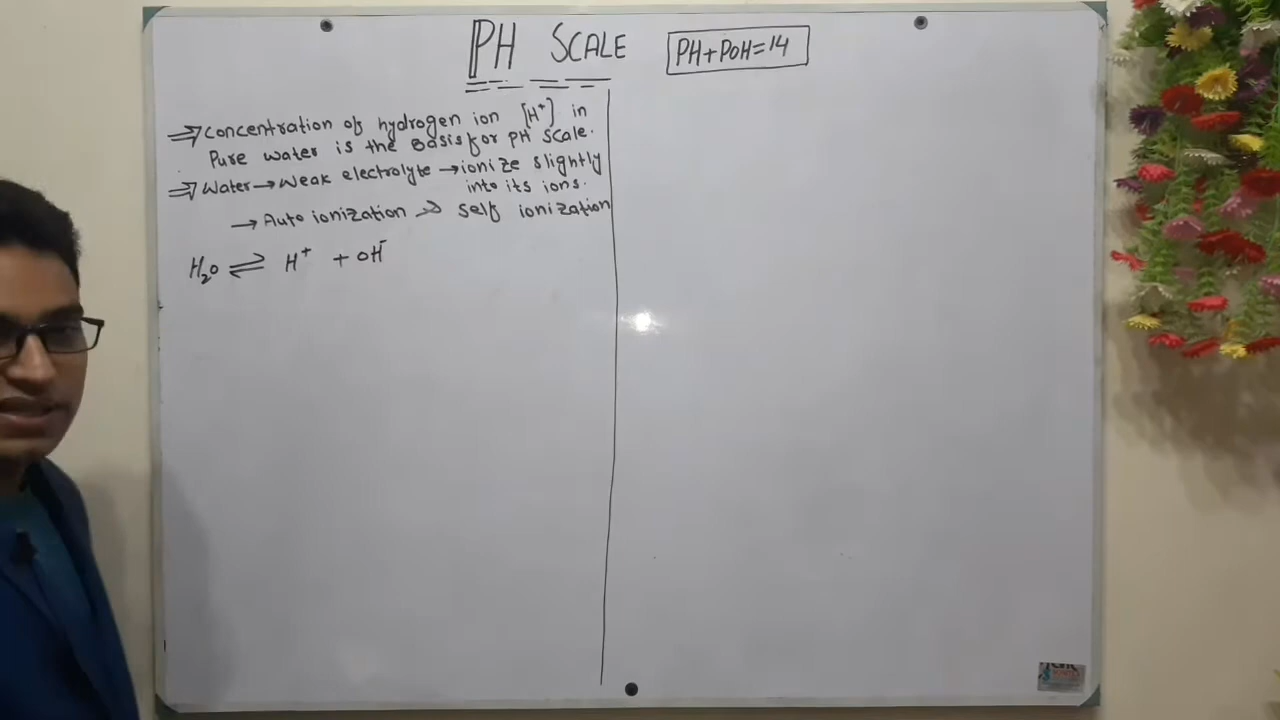 PH SCALE
PH+POH=14
⇒ Concentration of hydrogen ion [H⁺] in
Pure water is the Basis for PH scale.
⇒ Water → Weak electrolyte → ionize slightly
into its ions.
→ Auto ionization → Self ionization
H₂O ⇌ H⁺ + OH⁻